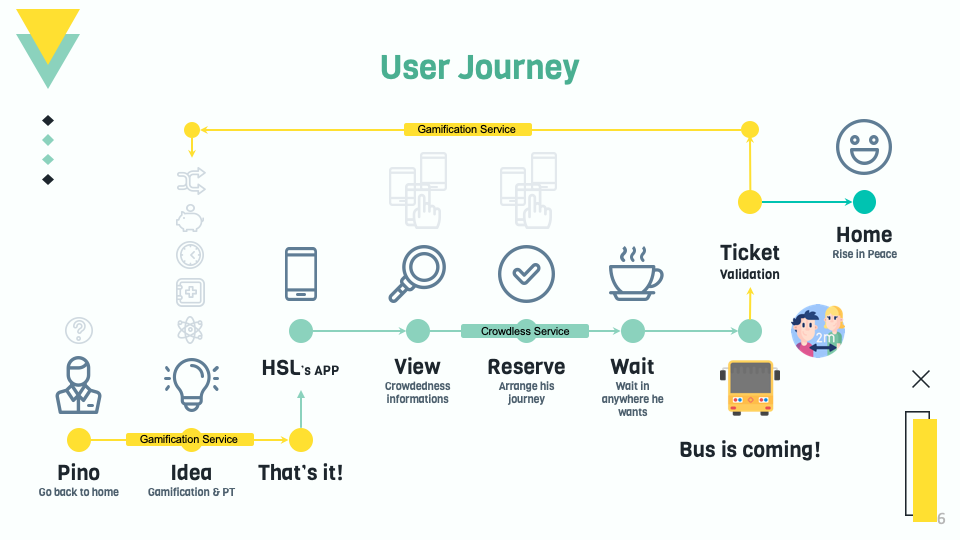 User Journey
Gamification Service
Home
Rise in Peace
Ticket
Validation
2m
Crowdless Service
HSL's APP
View
Crowdedness
informations
Reserve
Arrange his
journey
Wait
Wait in
anywhere he
wants
Bus is coming!
Gamification Service
Pino
Go back to home
Idea
Gamification & PT
That's it!
6